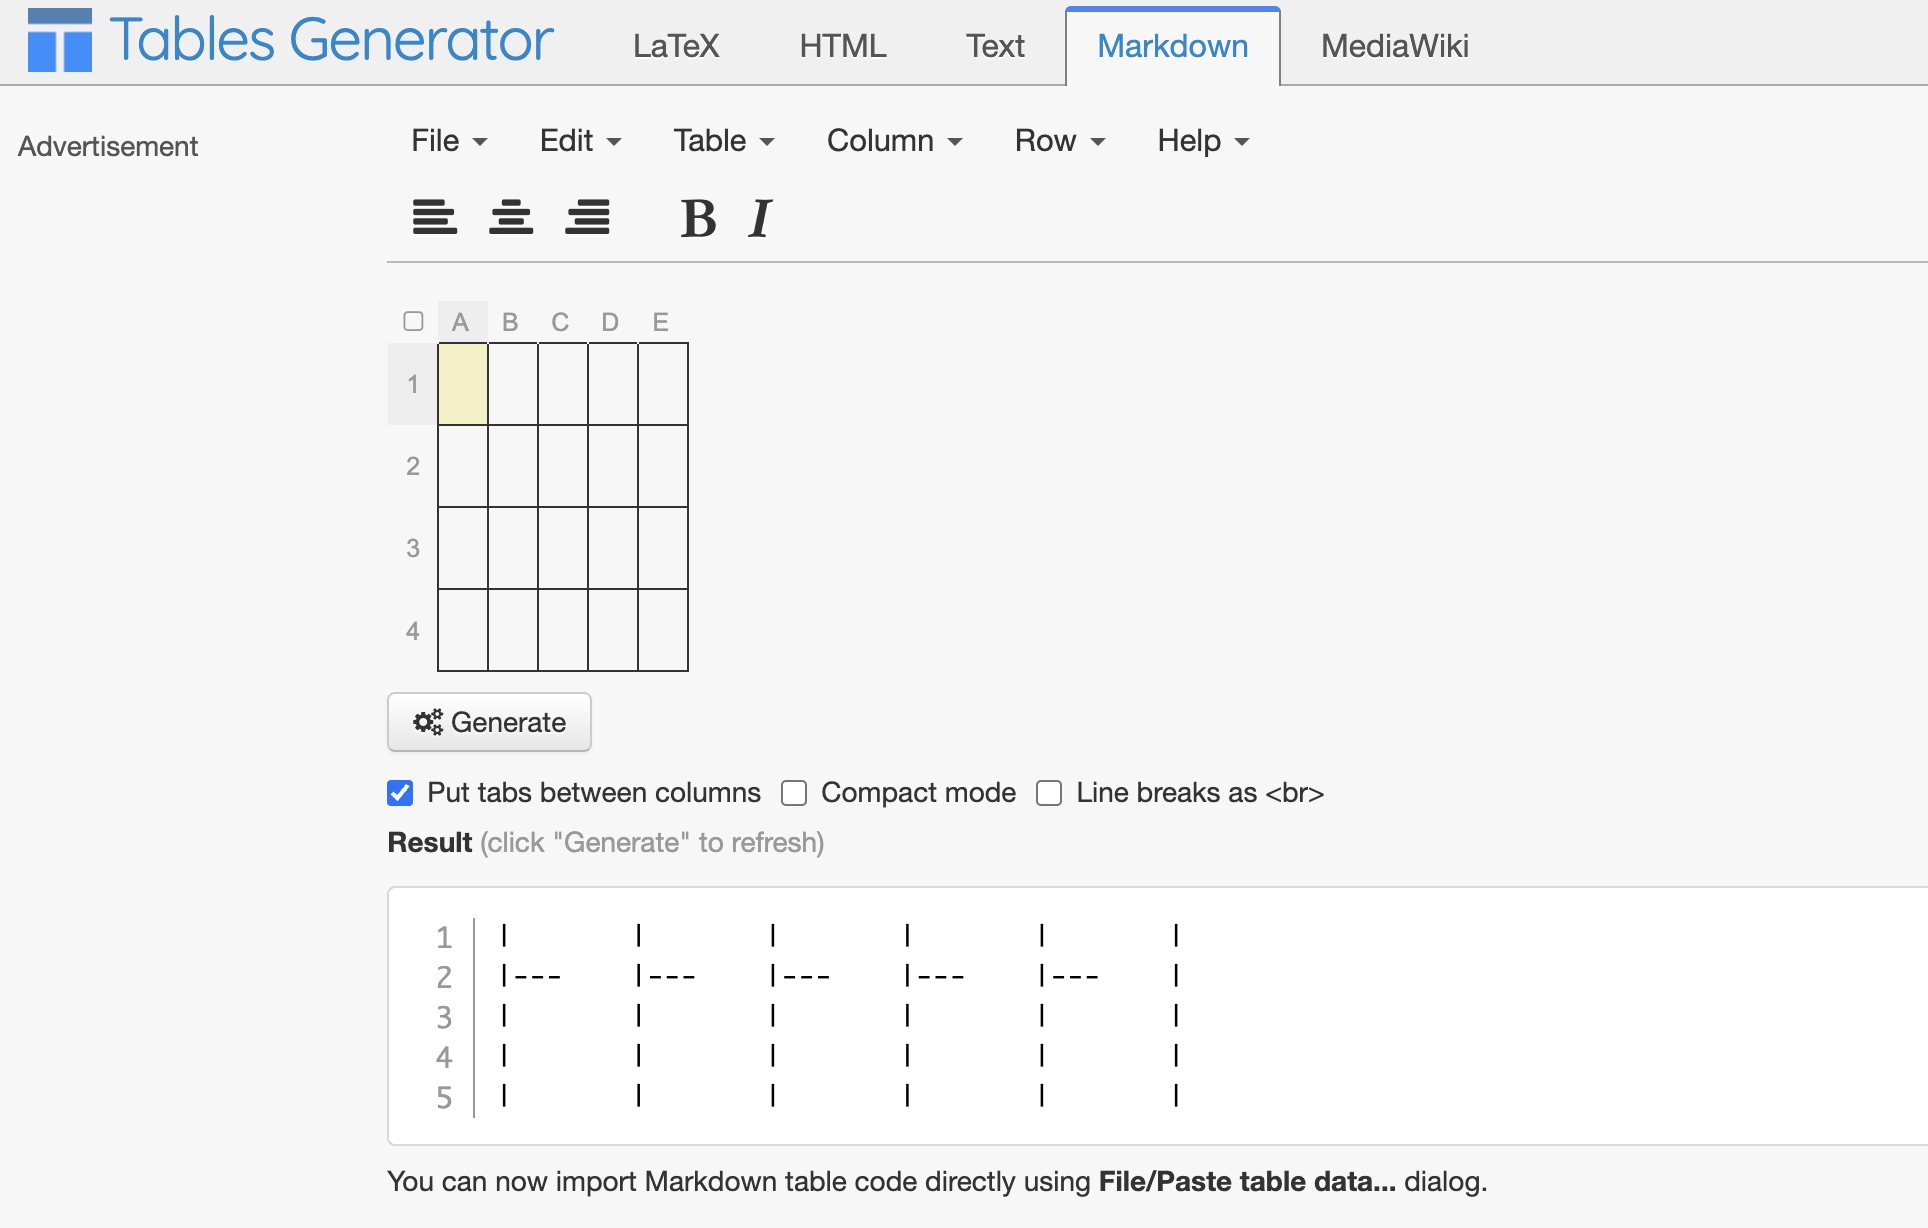 Tables Generator LaTeX HTML Text Markdown MediaWiki
Advertisement
File Edit Table Column Row Help
B I
A B C D E
1
2
3
4
Generate
Put tabs between columns Compact mode Line breaks as <br>
Result (click "Generate" to refresh)
1 | | | | | |
2 |--- |--- |--- |--- |--- |
3 | | | | | |
4 | | | | | |
5 | | | | | |
You can now import Markdown table code directly using File/Paste table data... dialog.